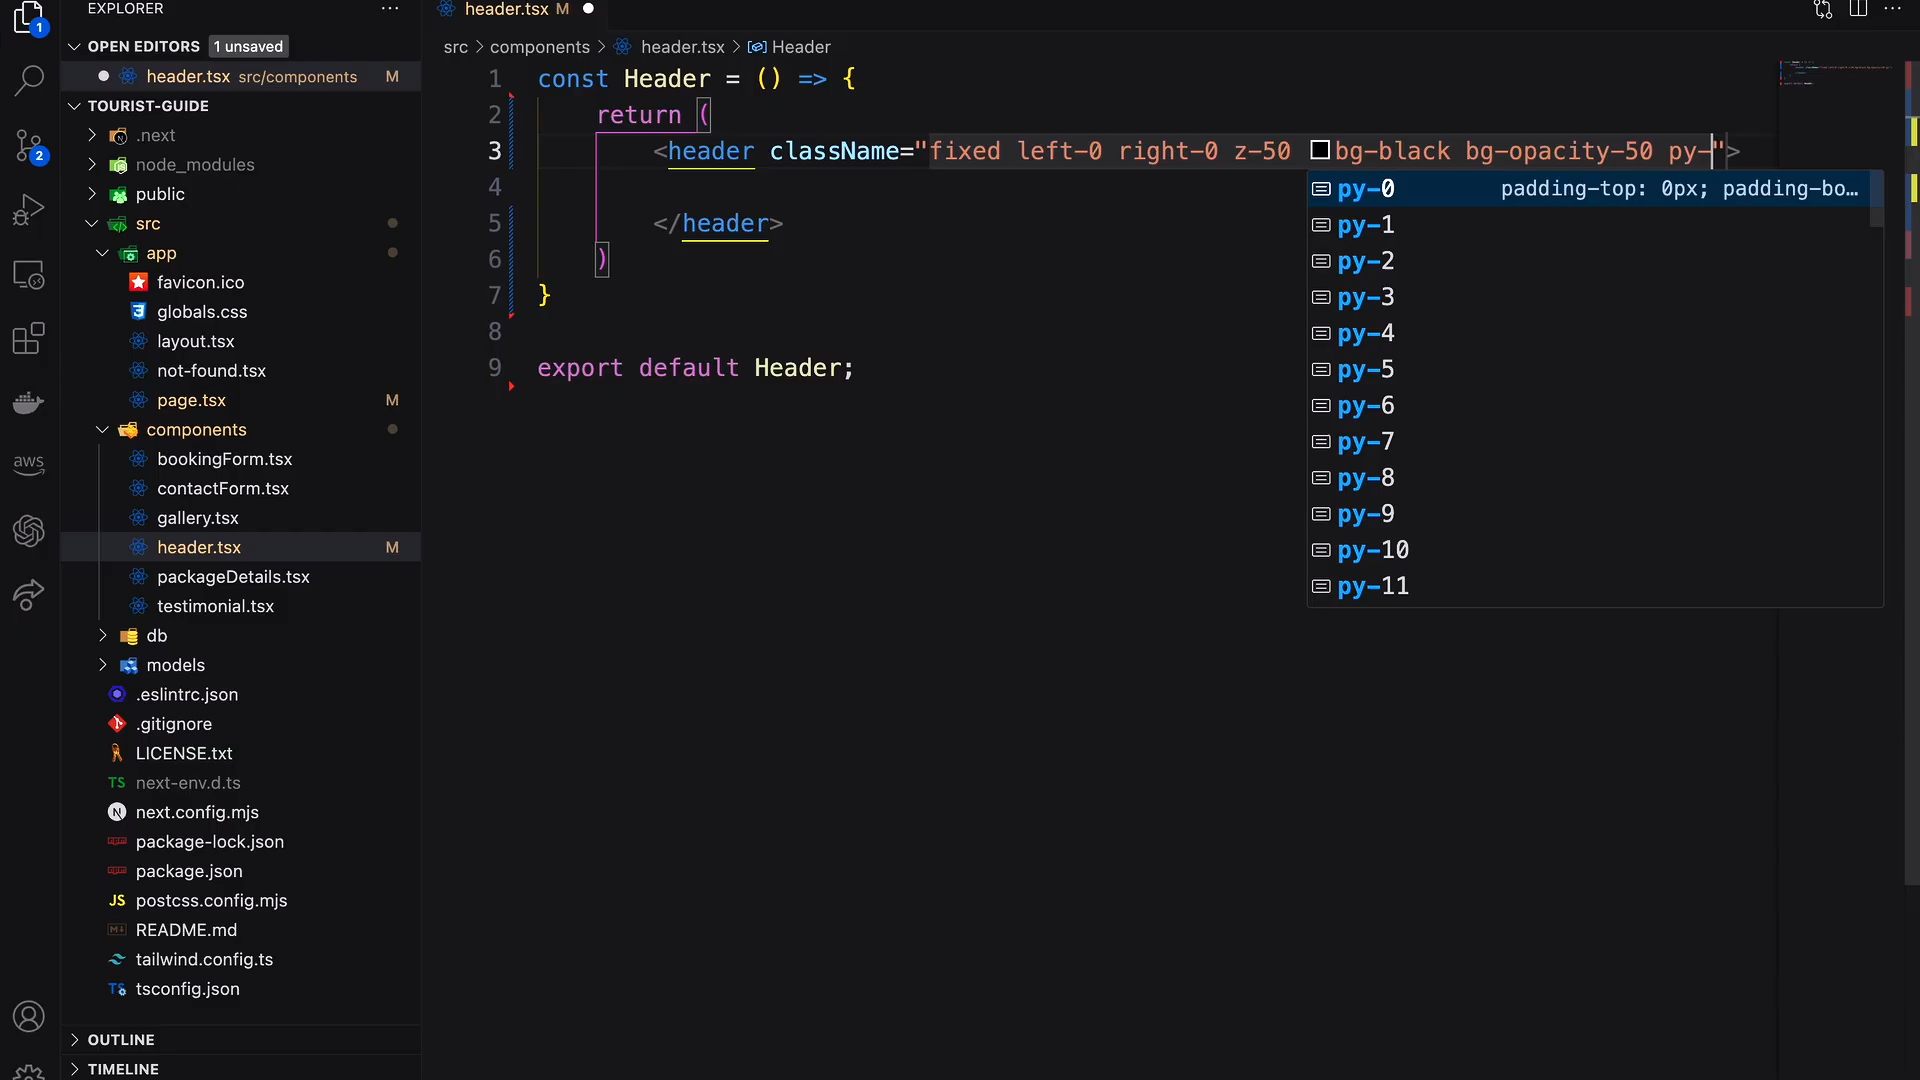 EXPLORER
OPEN EDITORS 1 unsaved
header.tsx src/components M
TOURIST-GUIDE
.next
node_modules
public
src
app
favicon.ico
globals.css
layout.tsx
not-found.tsx
page.tsx M
components
bookingForm.tsx
contactForm.tsx
gallery.tsx
header.tsx M
packageDetails.tsx
testimonial.tsx
db
models
.eslintrc.json
.gitignore
LICENSE.txt
TS next-env.d.ts
N next.config.mjs
package-lock.json
package.json
JS postcss.config.mjs
README.md
tailwind.config.ts
TS tsconfig.json
OUTLINE
TIMELINE
1
2
aws
header.tsx M
src > components > header.tsx > Header
1 const Header = () => {
2 return (
3 <header className="fixed left-0 right-0 z-50 bg-black bg-opacity-50 py-">
4
5 </header>
6 )
7 }
8
9 export default Header;
py-0 padding-top: 0px; padding-bo…
py-1
py-2
py-3
py-4
py-5
py-6
py-7
py-8
py-9
py-10
py-11